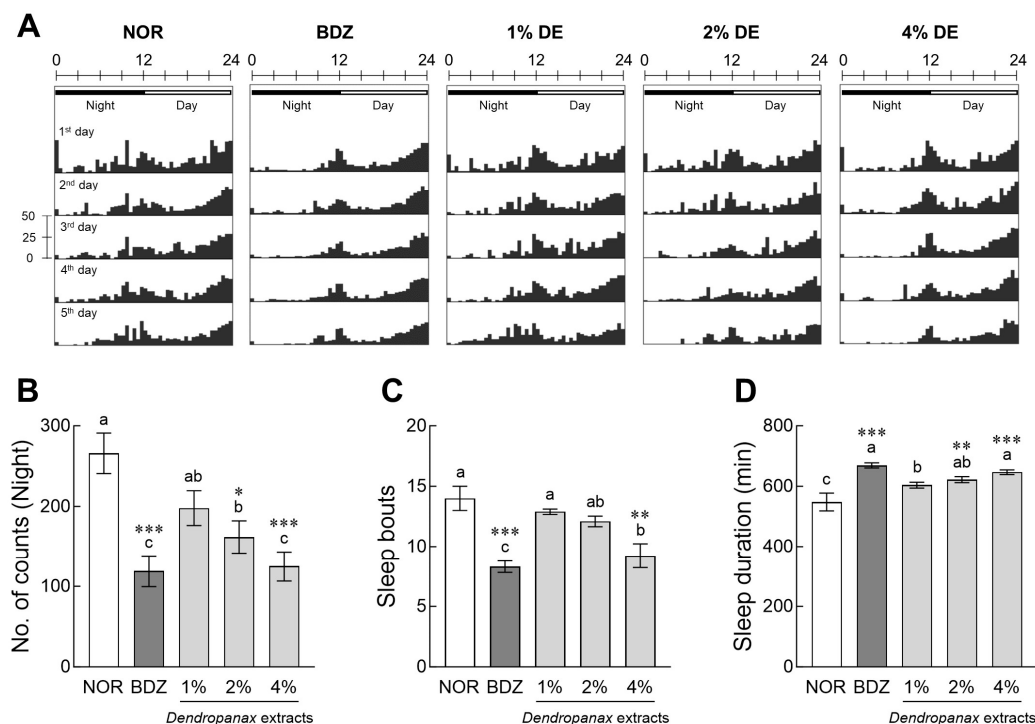 A
NOR BDZ 1% DE 2% DE 4% DE
0 12 24 0 12 24 0 12 24 0 12 24 0 12 24
Night Day Night Day Night Day Night Day Night Day
1st day
2nd day
50
3rd day
25
0
4th day
5th day
B
No. of counts (Night)
300
200
100
0
a
***
c
ab
*
b
***
c
NOR BDZ 1% 2% 4%
Dendropanax extracts
C
Sleep bouts
20
15
10
5
0
a
***
c
a
ab
**
b
NOR BDZ 1% 2% 4%
Dendropanax extracts
D
Sleep duration (min)
800
600
400
200
0
c
***
a
b
**
ab
***
a
NOR BDZ 1% 2% 4%
Dendropanax extracts